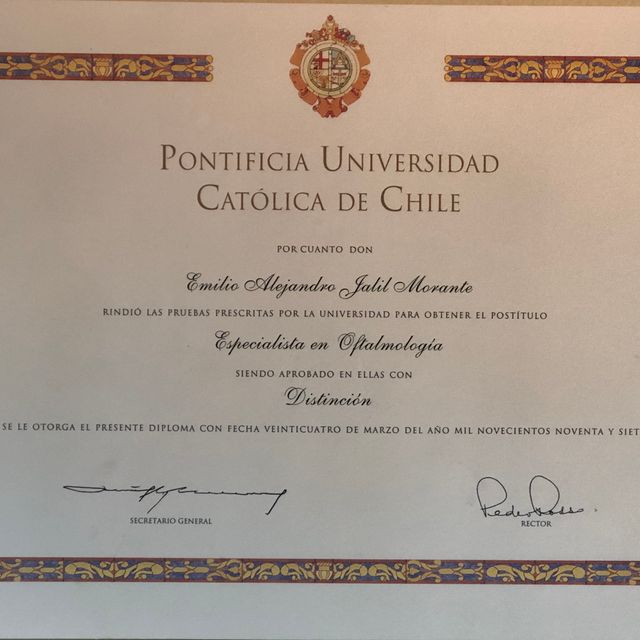 PONTIFICIA UNIVERSIDAD
CATÓLICA DE CHILE
POR CUANTO DON
Emilio Alejandro Jalil Morante
RINDIÓ LAS PRUEBAS PRESCRITAS POR LA UNIVERSIDAD PARA OBTENER EL POSTÍTULO
Especialista en Oftalmología
SIENDO APROBADO EN ELLAS CON
Distinción
SE LE OTORGA EL PRESENTE DIPLOMA CON FECHA VEINTICUATRO DE MARZO DEL AÑO MIL NOVECIENTOS NOVENTA Y SIET
Pedro Rosso
SECRETARIO GENERAL
RECTOR